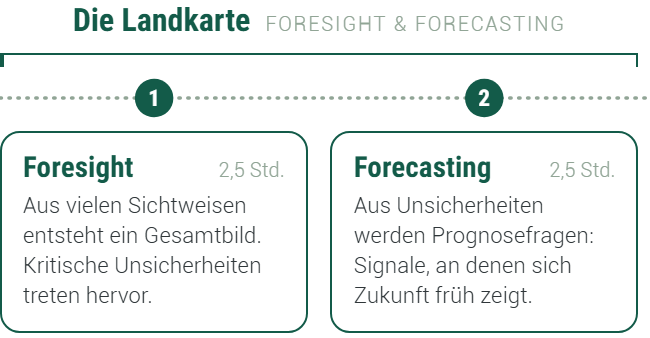 Die Landkarte FORESIGHT & FORECASTING
1
2
Foresight 2,5 Std.
Aus vielen Sichtweisen
entsteht ein Gesamtbild.
Kritische Unsicherheiten
treten hervor.
Forecasting 2,5 Std.
Aus Unsicherheiten
werden Prognosefragen:
Signale, an denen sich
Zukunft früh zeigt.